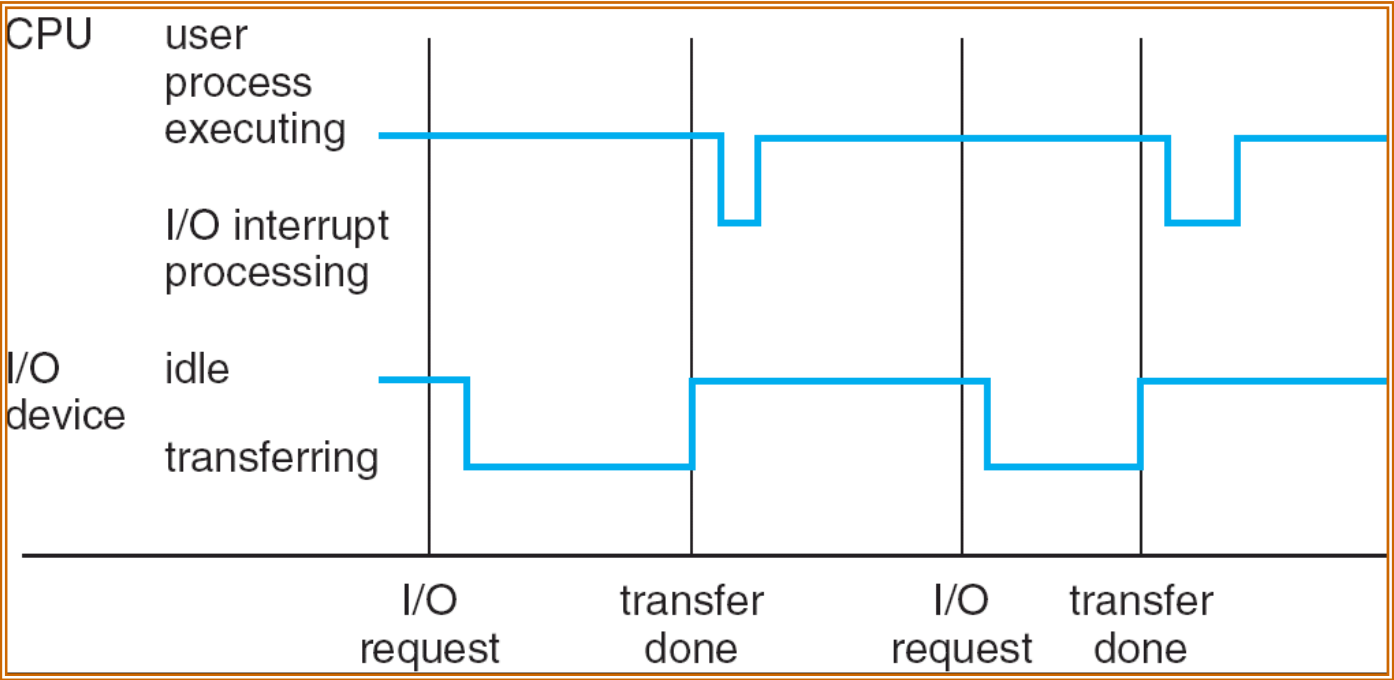 CPU user
process
executing
I/O interrupt
processing
I/O idle
device
transferring
I/O transfer I/O transfer
request done request done